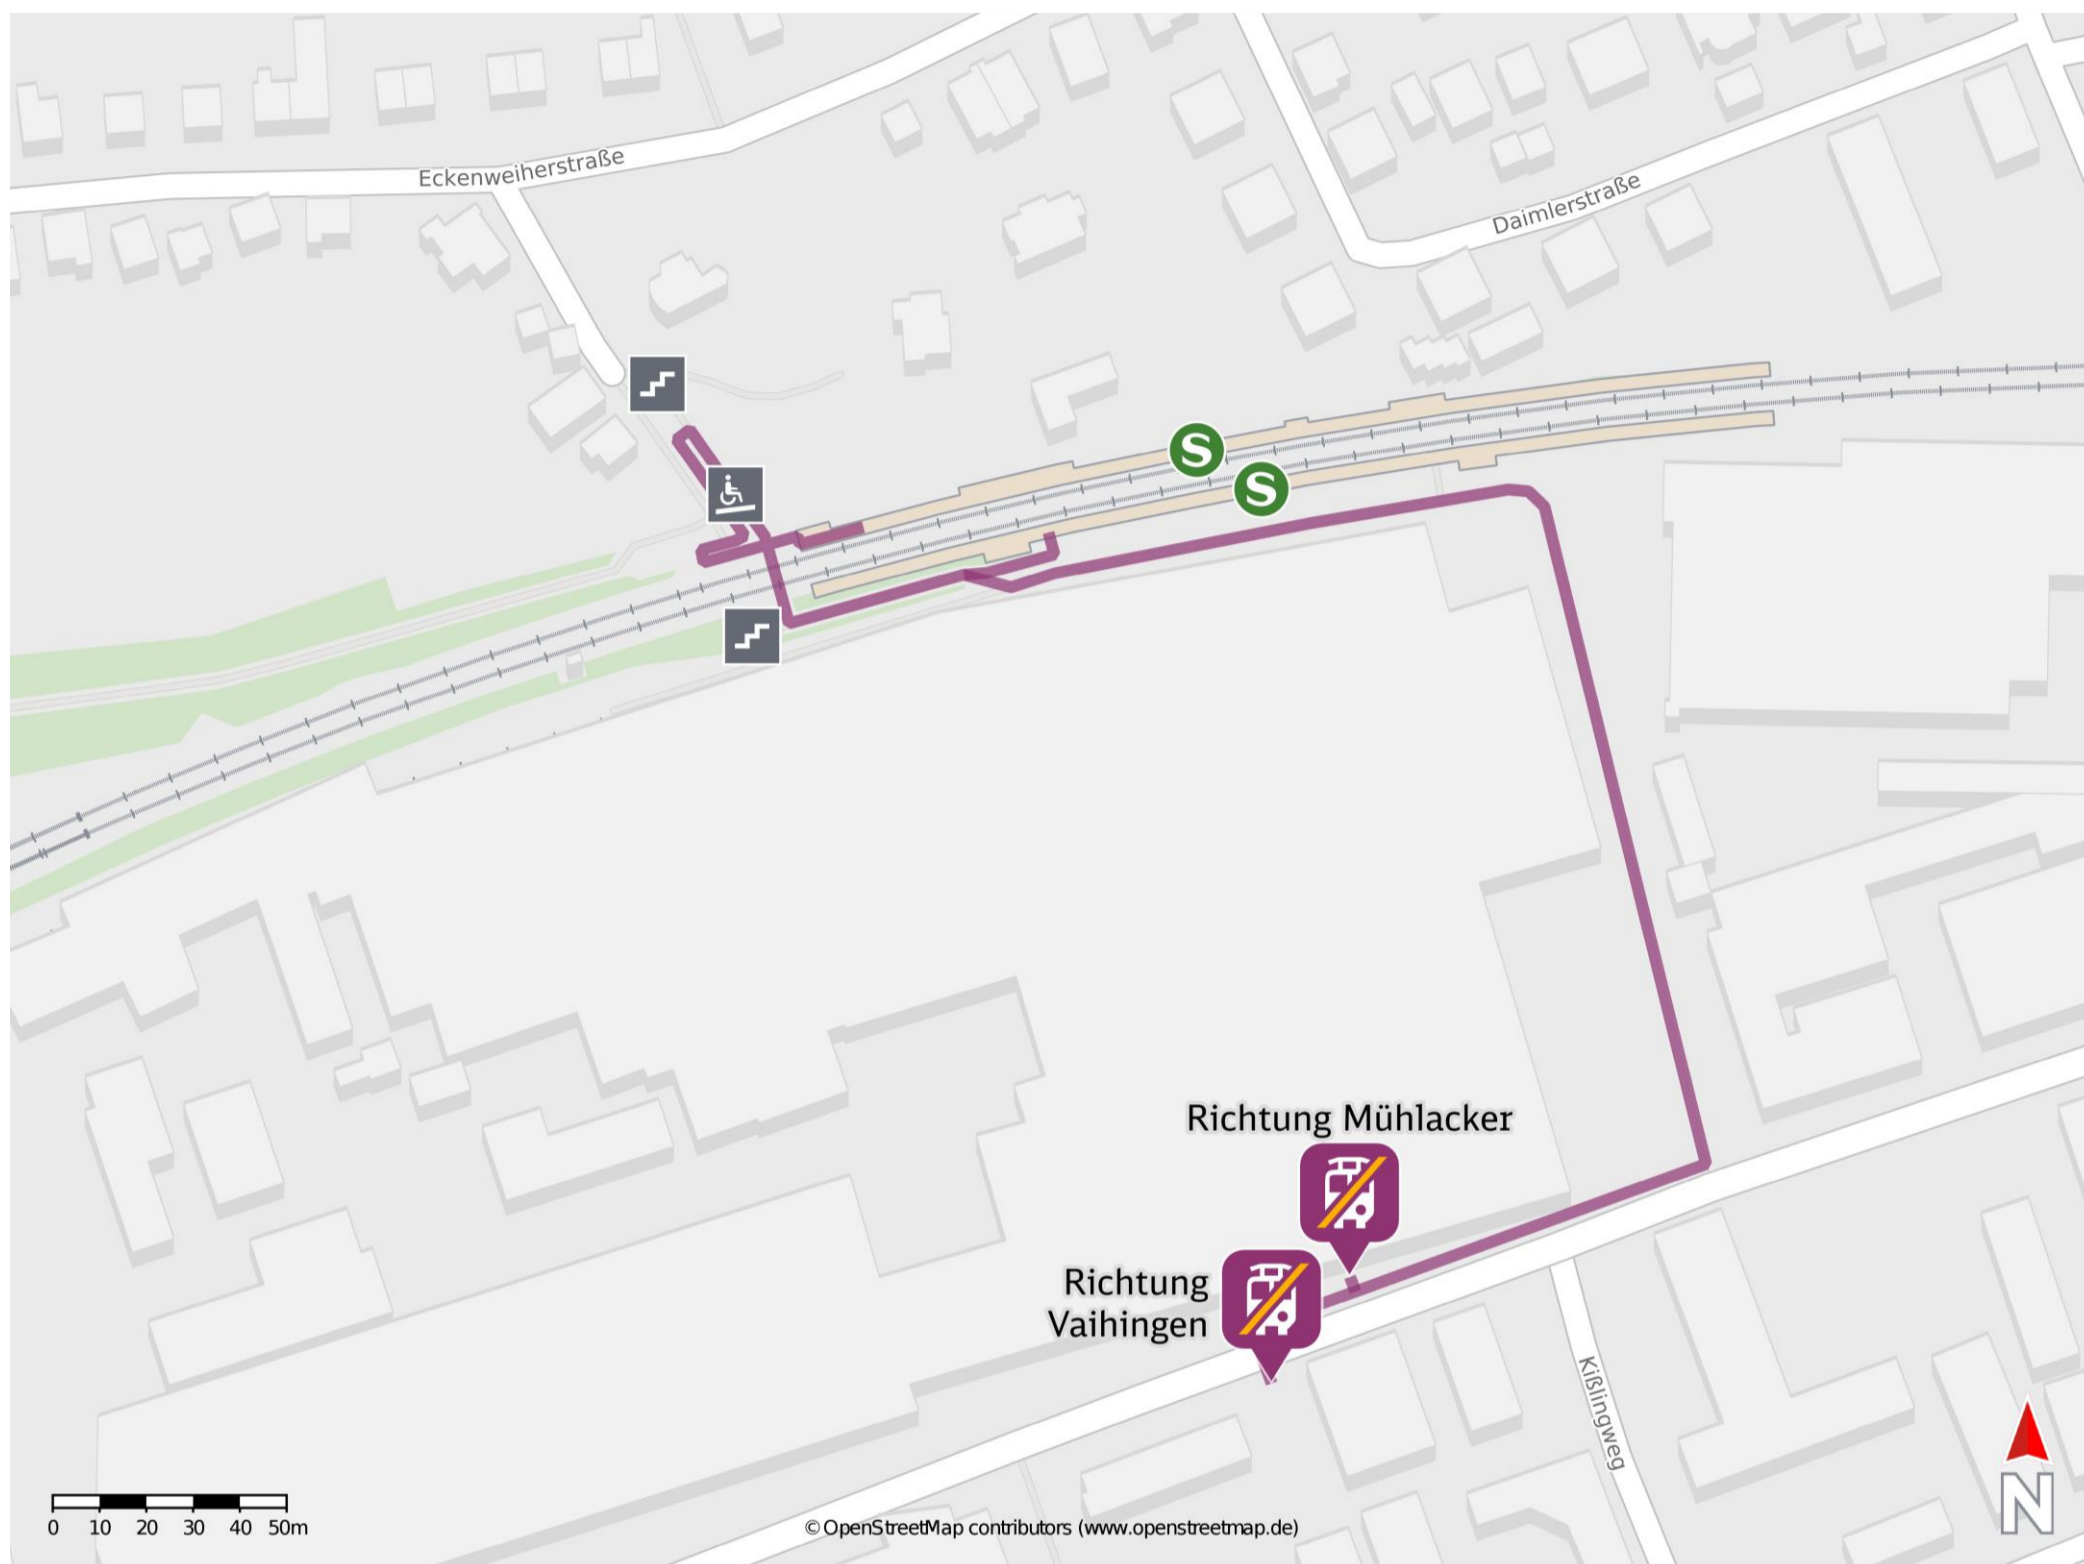 Eckenweiherstraße
Daimlerstraße
S
S
Richtung Mühlacker
Richtung
Vaihingen
Kißlingweg
N
0 10 20 30 40 50m
© OpenStreetMap contributors (www.openstreetmap.de)